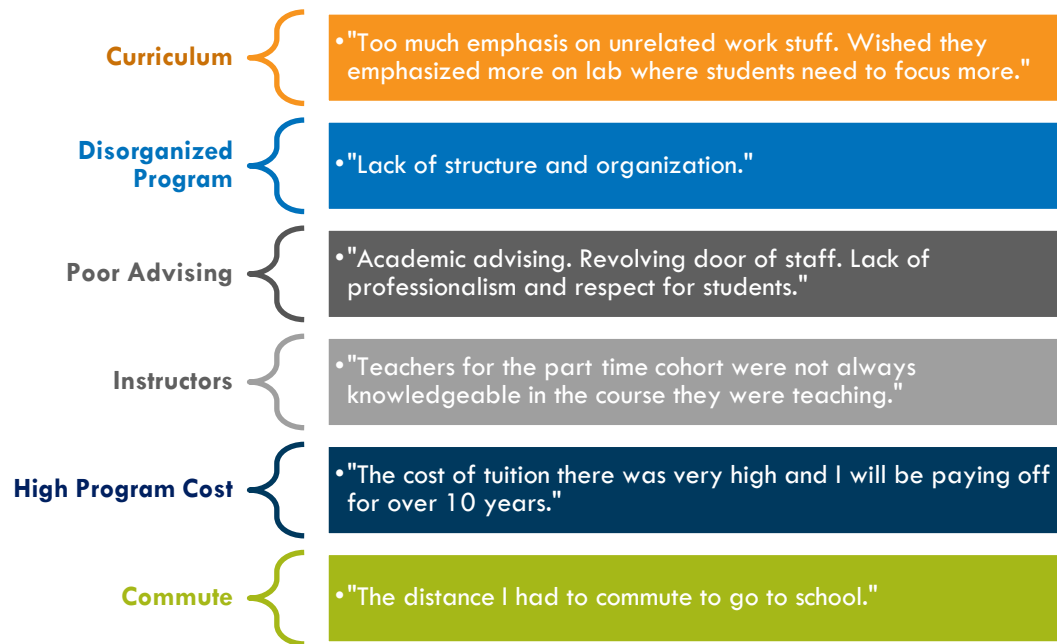 Curriculum
•"Too much emphasis on unrelated work stuff. Wished they
emphasized more on lab where students need to focus more."
Disorganized
Program
•"Lack of structure and organization."
Poor Advising
•"Academic advising. Revolving door of staff. Lack of
professionalism and respect for students."
Instructors
•"Teachers for the part time cohort were not always
knowledgeable in the course they were teaching."
High Program Cost
•"The cost of tuition there was very high and I will be paying off
for over 10 years."
Commute
•"The distance I had to commute to go to school."